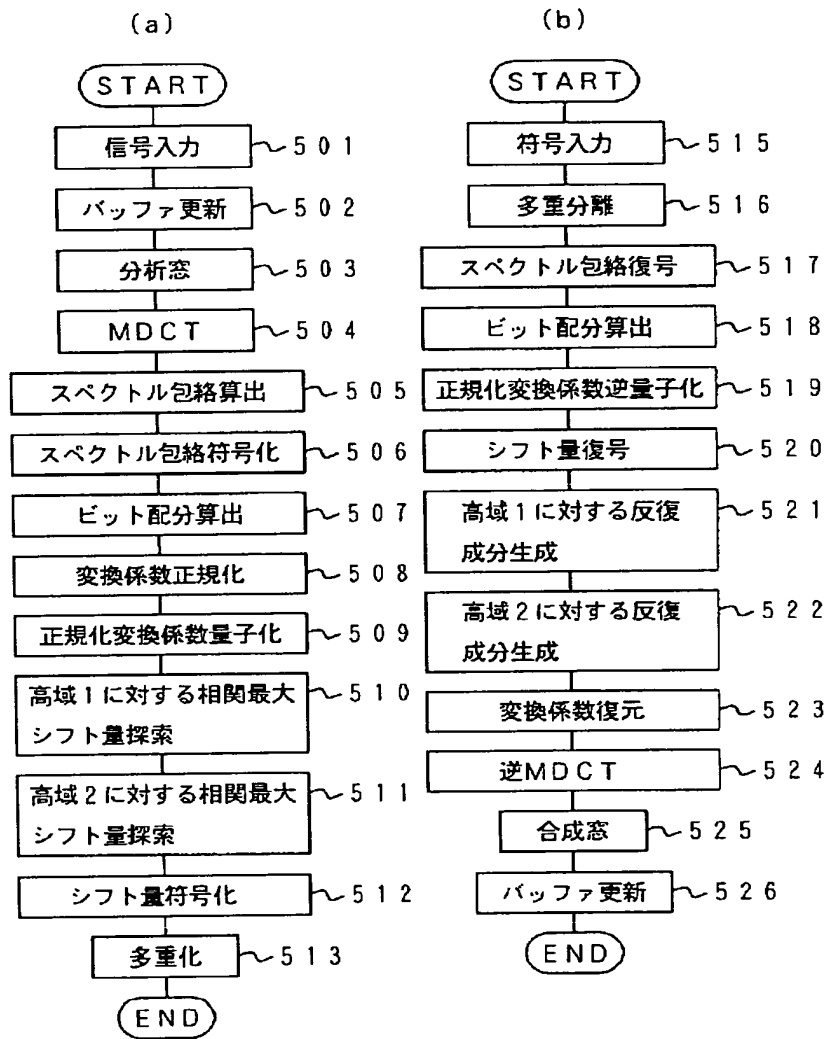 (a)
START
信号入力 501
バッファ更新 502
分析窓 503
MDCT 504
スペクトル包絡算出 505
スペクトル包絡符号化 506
ビット配分算出 507
変換係数正規化 508
正規化変換係数量子化 509
高域1に対する相関最大 510
シフト量探索
高域2に対する相関最大 511
シフト量探索
シフト量符号化 512
多重化 513
END
(b)
START
符号入力 515
多重分離 516
スペクトル包絡復号 517
ビット配分算出 518
正規化変換係数逆量子化 519
シフト量復号 520
高域1に対する反復 521
成分生成
高域2に対する反復 522
成分生成
変換係数復元 523
逆MDCT 524
合成窓 525
バッファ更新 526
END